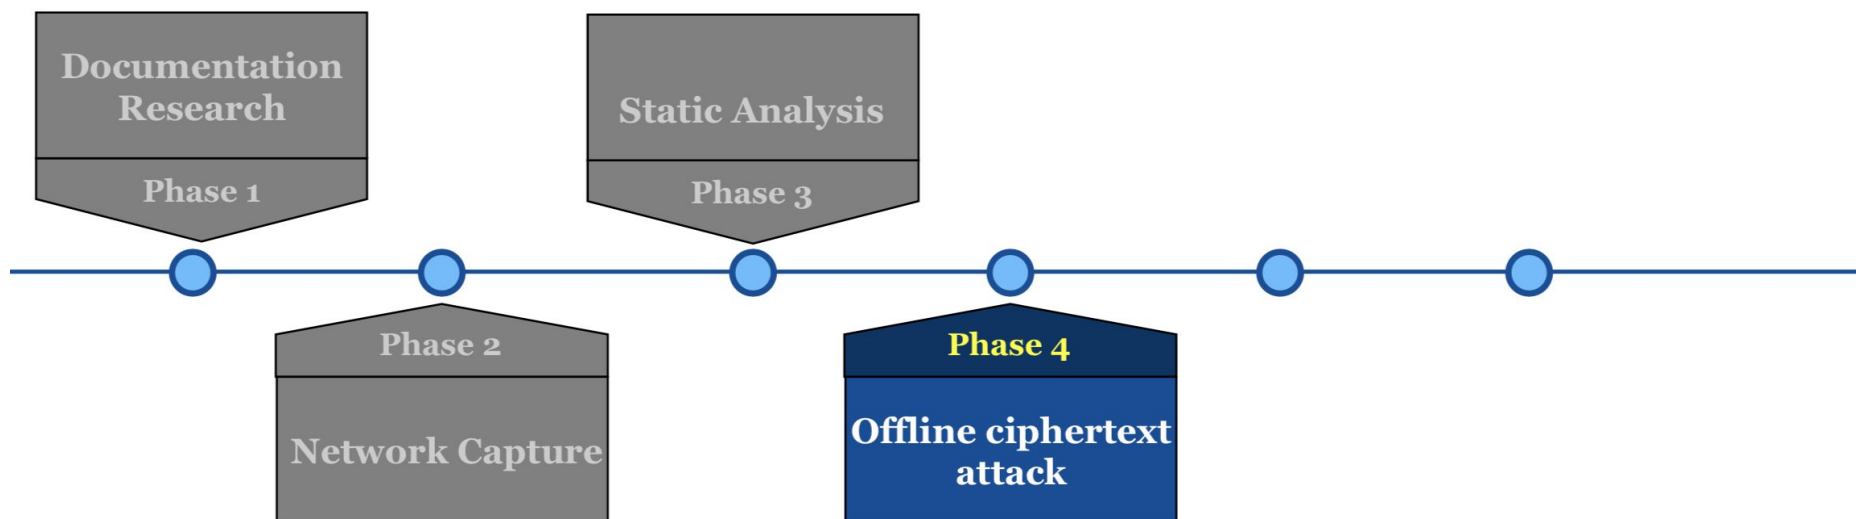 Documentation
Research
Phase 1
Phase 2
Network Capture
Static Analysis
Phase 3
Phase 4
Offline ciphertext
attack